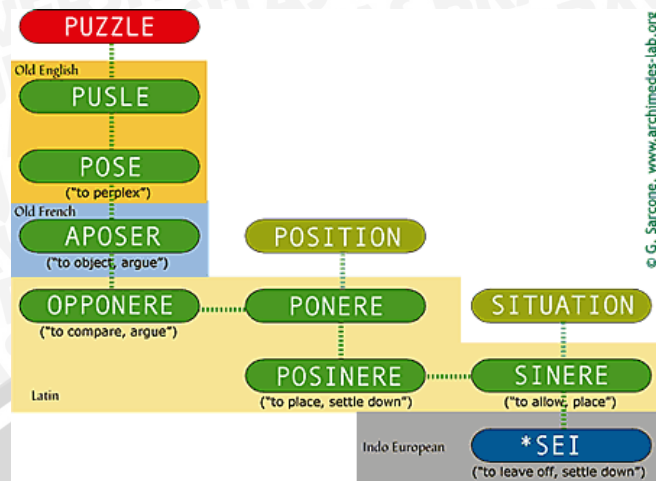 PUZZLE
Old English
PUSLE
POSE
("to perplex")
Old French
APOSER
("to object, argue")
POSITION
OPPONERE
("to compare, argue")
PONERE
SITUATION
POSINERE
("to place, settle down")
SINERE
("to allow, place")
Latin
Indo European
*SEI
("to leave off, settle down")
© G. Sarcone, www.archimedes-lab.org